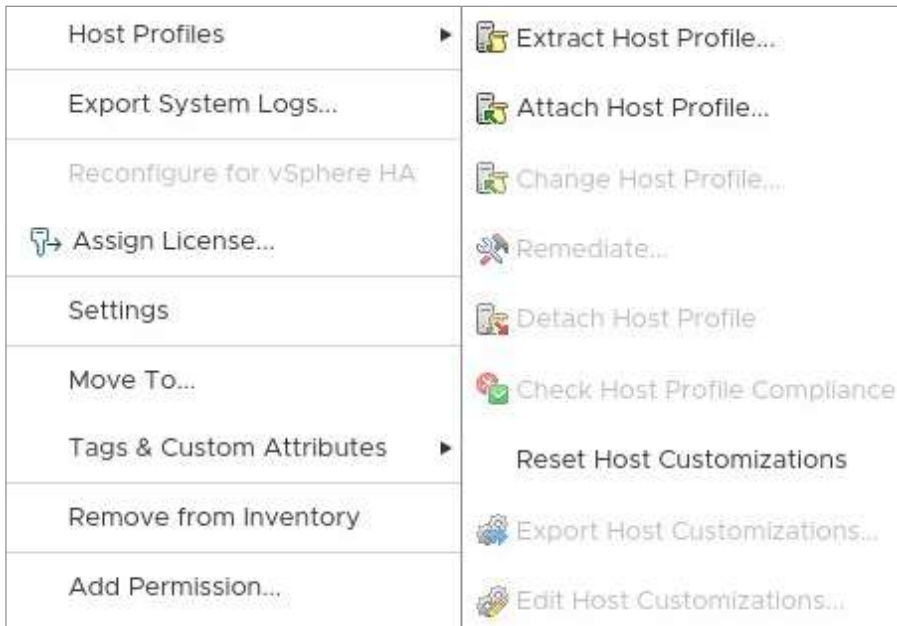 Host Profiles
Export System Logs...
Reconfigure for vSphere HA
Assign License...
Settings
Move To...
Tags & Custom Attributes
Remove from Inventory
Add Permission...
Extract Host Profile...
Attach Host Profile...
Change Host Profile...
Remediate...
Detach Host Profile
Check Host Profile Compliance
Reset Host Customizations
Export Host Customizations...
Edit Host Customizations...